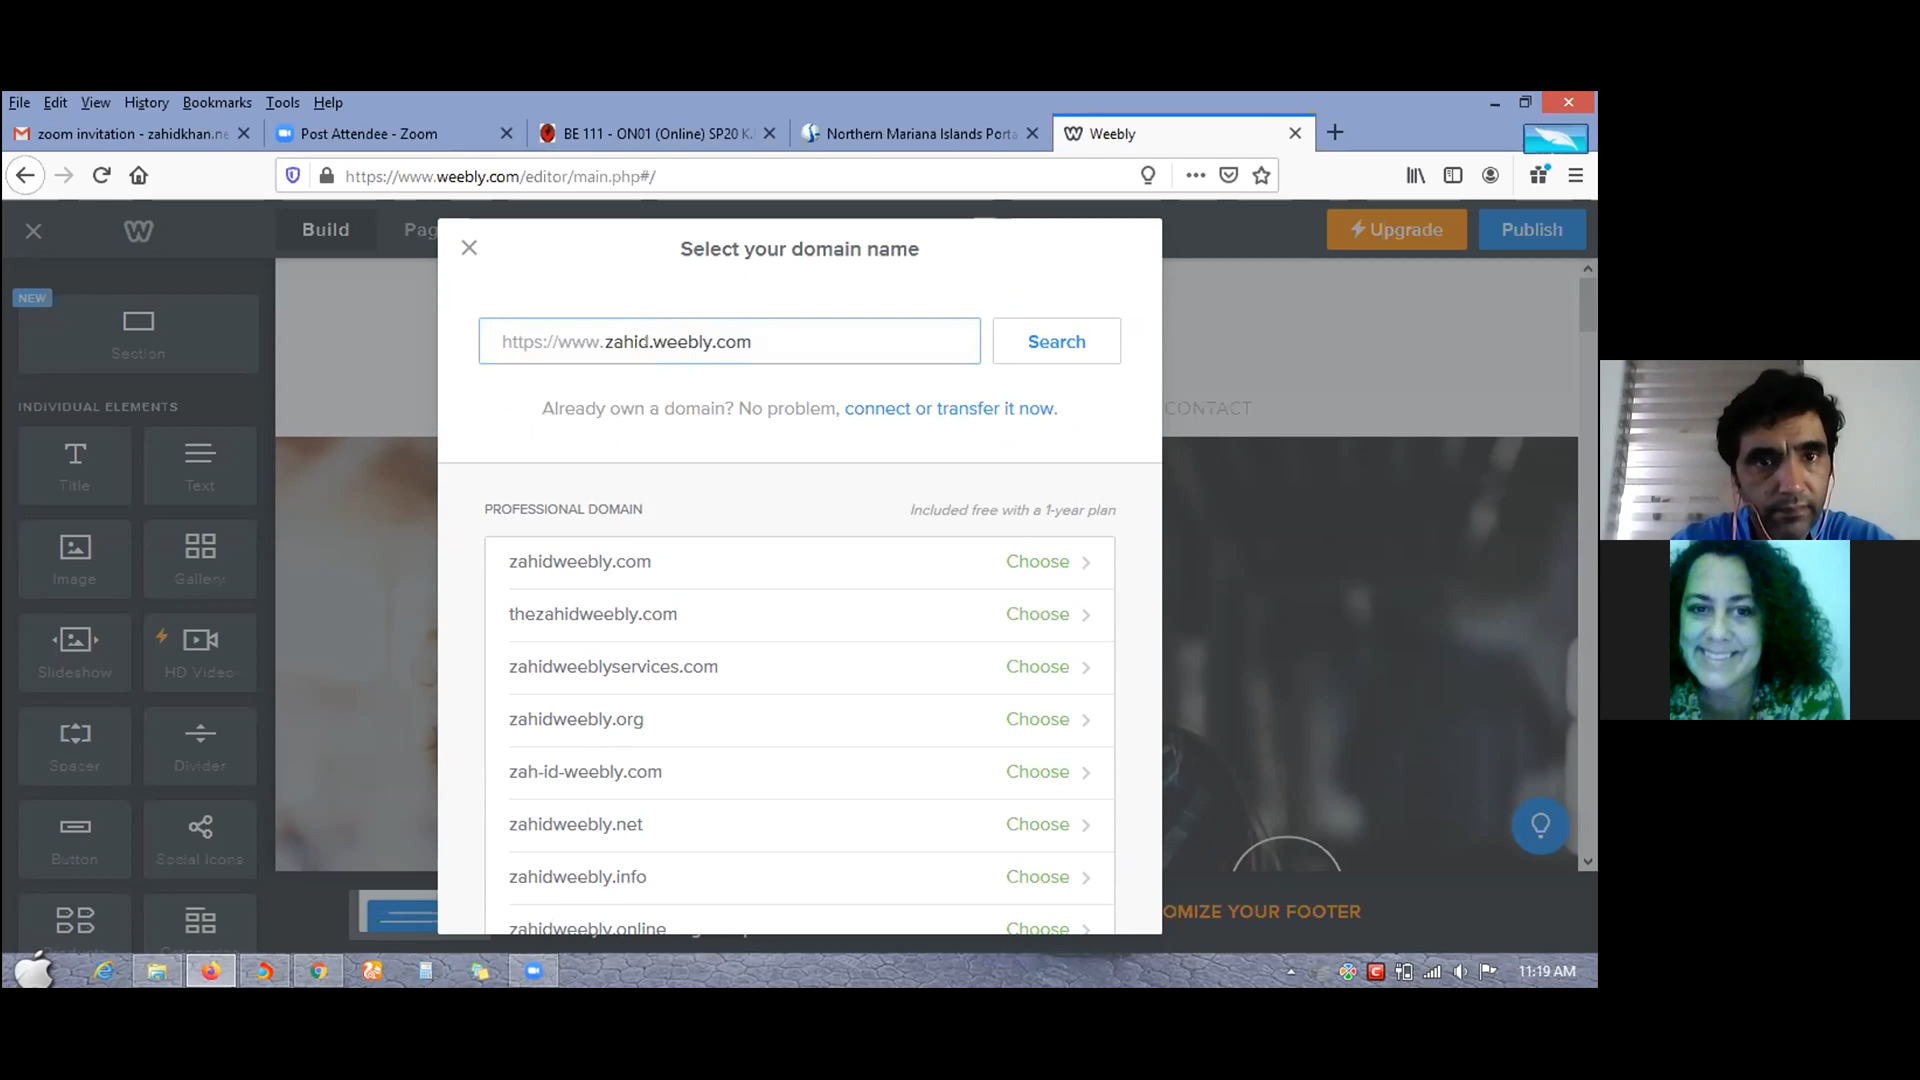 File Edit View History Bookmarks Tools Help
zoom invitation - zahidkhan.ne
Post Attendee - Zoom
BE 111 - ON01 (Online) SP20 K.
Northern Mariana Islands Porta
Weebly
https://www.weebly.com/editor/main.php#/
Build
Pag
Upgrade
Publish
Select your domain name
NEW
Section
https://www.zahid.weebly.com
Search
INDIVIDUAL ELEMENTS
Already own a domain? No problem, connect or transfer it now.
CONTACT
Title
Text
PROFESSIONAL DOMAIN
Included free with a 1-year plan
zahidweebly.com
Choose
Image
Gallery
thezahidweebly.com
Choose
zahidweeblyservices.com
Choose
Slideshow
HD Video
zahidweebly.org
Choose
Spacer
Divider
zah-id-weebly.com
Choose
zahidweebly.net
Choose
Button
Social Icons
zahidweebly.info
Choose
OMIZE YOUR FOOTER
zahidweebly.online
Choose
11:19 AM